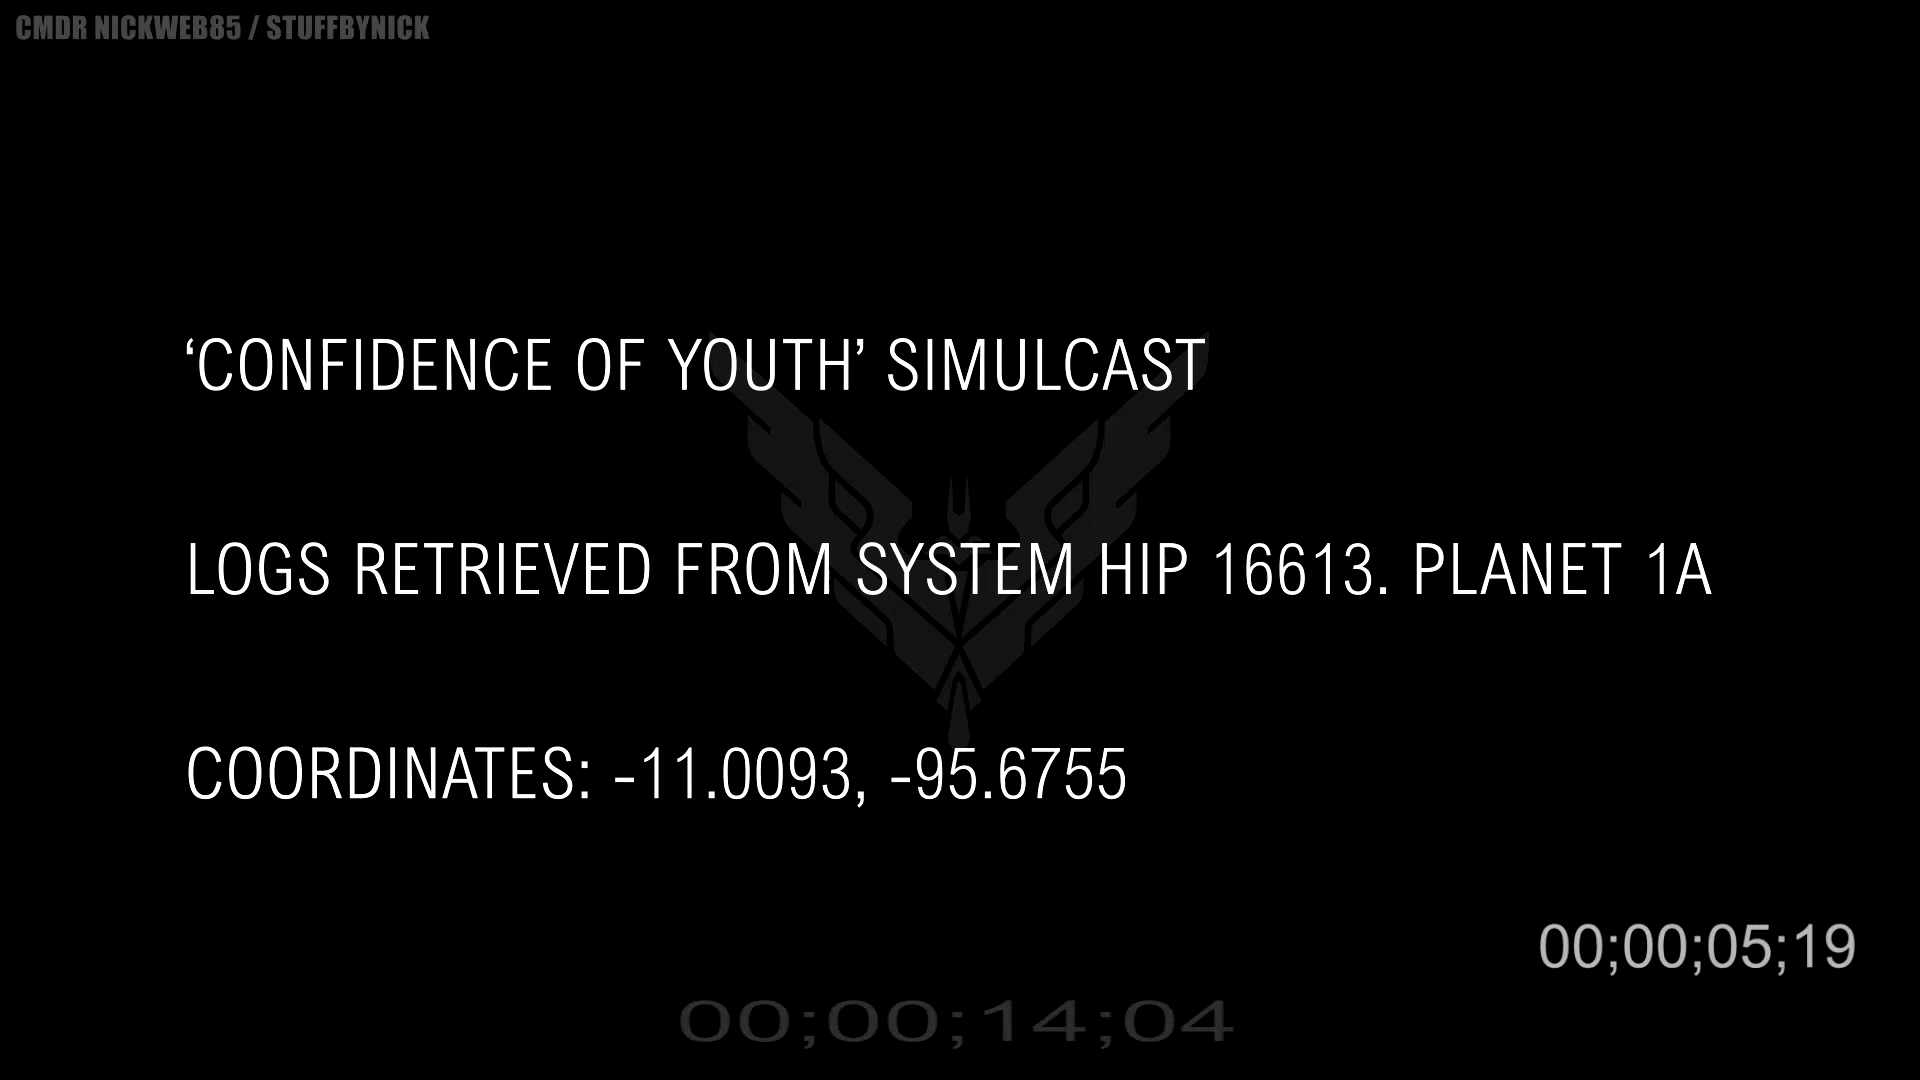 CMDR NICKWEB85 / STUFFBYNICK
‘CONFIDENCE OF YOUTH’ SIMULCAST
LOGS RETRIEVED FROM SYSTEM HIP 16613. PLANET 1A
COORDINATES: -11.0093, -95.6755
00;00;05;19
00;00;14;04